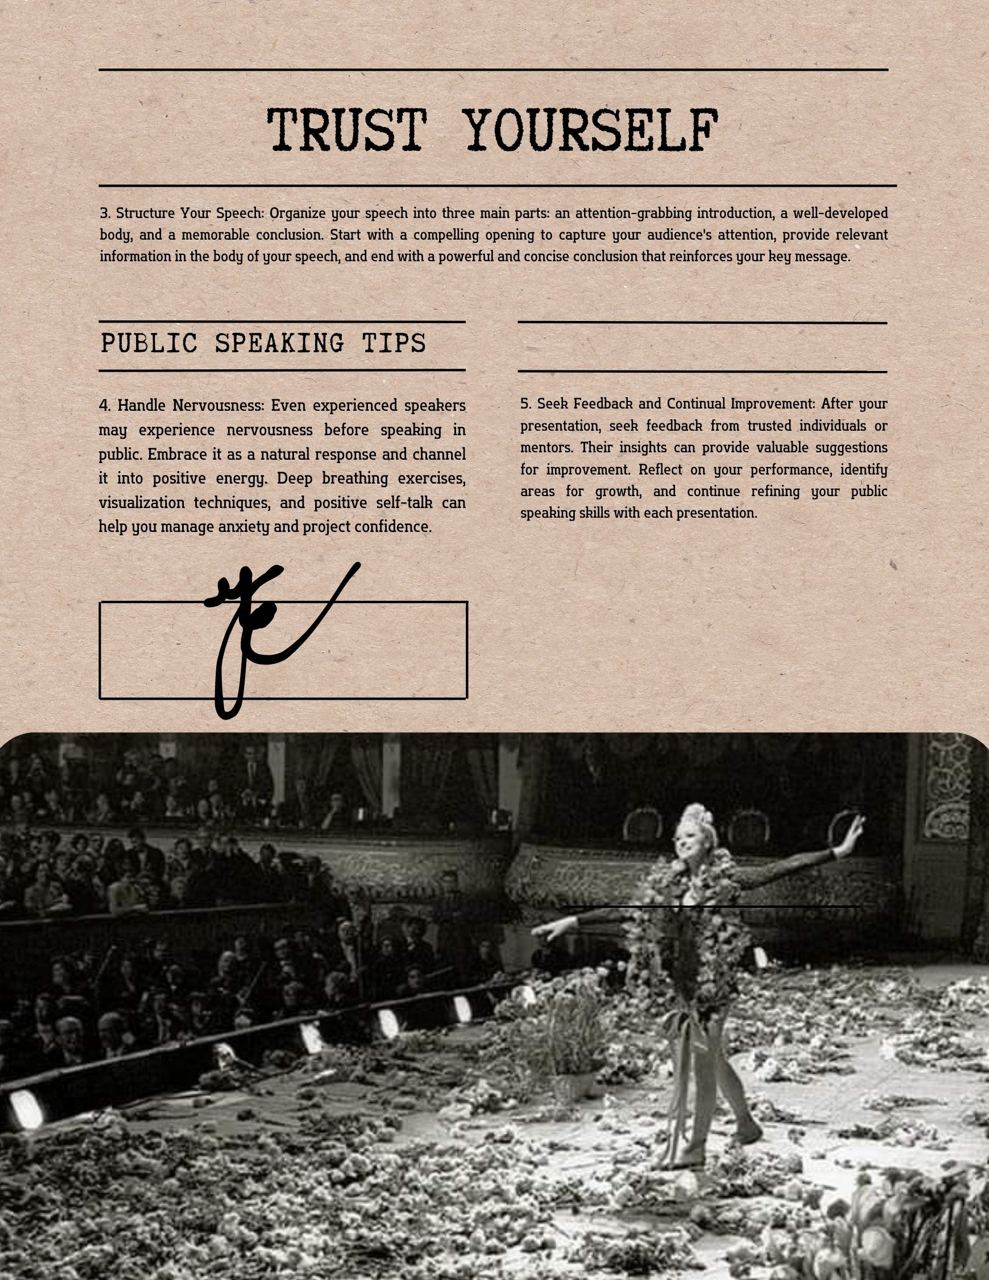 TRUST YOURSELF
3. Structure Your Speech: Organize your speech into three main parts: an attention-grabbing introduction, a well-developed
body, and a memorable conclusion. Start with a compelling opening to capture your audience's attention, provide relevant
information in the body of your speech, and end with a powerful and concise conclusion that reinforces your key message.
PUBLIC SPEAKING TIPS
4. Handle Nervousness: Even experienced speakers
may experience nervousness before speaking in
public. Embrace it as a natural response and channel
it into positive energy. Deep breathing exercises,
visualization techniques, and positive self-talk can
help you manage anxiety and project confidence.
5. Seek Feedback and Continual Improvement: After your
presentation, seek feedback from trusted individuals or
mentors. Their insights can provide valuable suggestions
for improvement. Reflect on your performance, identify
areas for growth, and continue refining your public
speaking skills with each presentation.